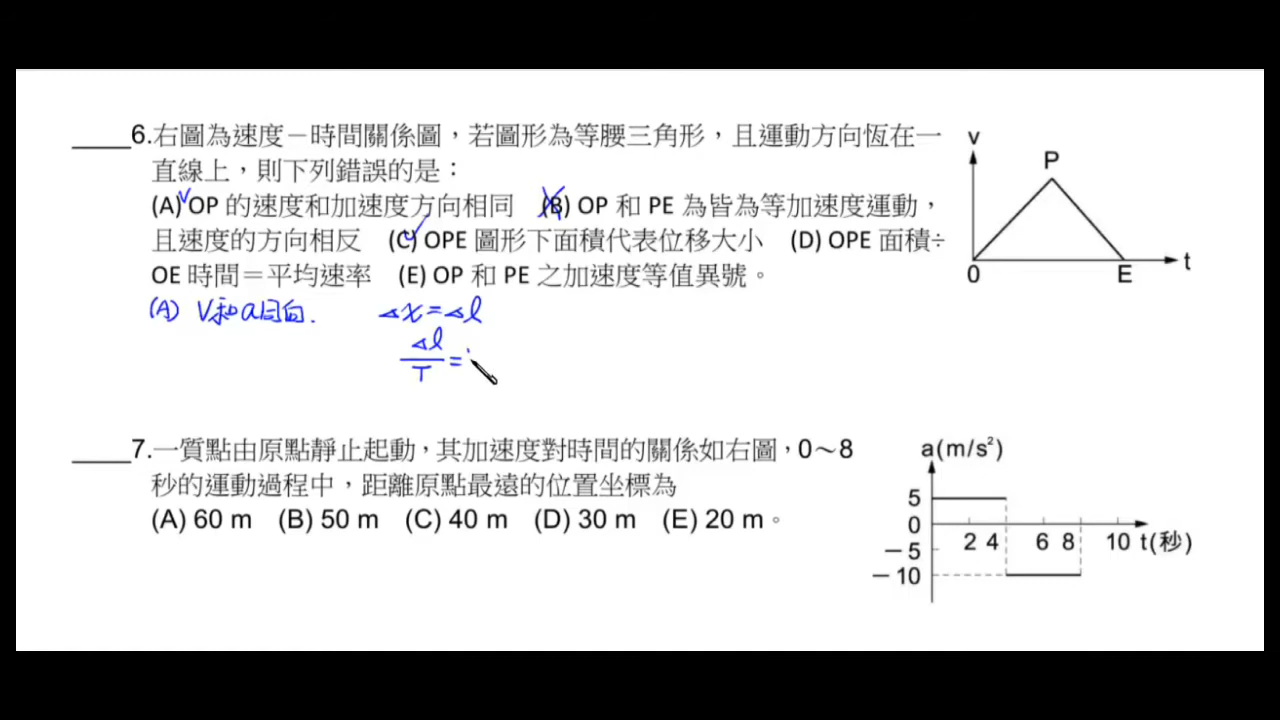 ____6.右圖為速度－時間關係圖，若圖形為等腰三角形，且運動方向恆在一
直線上，則下列錯誤的是：
(A) OP 的速度和加速度方向相同 (B) OP 和 PE 為皆為等加速度運動，
且速度的方向相反 (C) OPE 圖形下面積代表位移大小 (D) OPE 面積÷
OE 時間＝平均速率 (E) OP 和 PE 之加速度等值異號。
v
P
0
E
t
(A) V和a同向.
△x=△l
△l/T=
____7.一質點由原點靜止起動，其加速度對時間的關係如右圖，0～8
秒的運動過程中，距離原點最遠的位置坐標為
(A) 60 m (B) 50 m (C) 40 m (D) 30 m (E) 20 m。
a(m/s²)
5
0
－5
－10
2 4 6 8 10 t(秒)